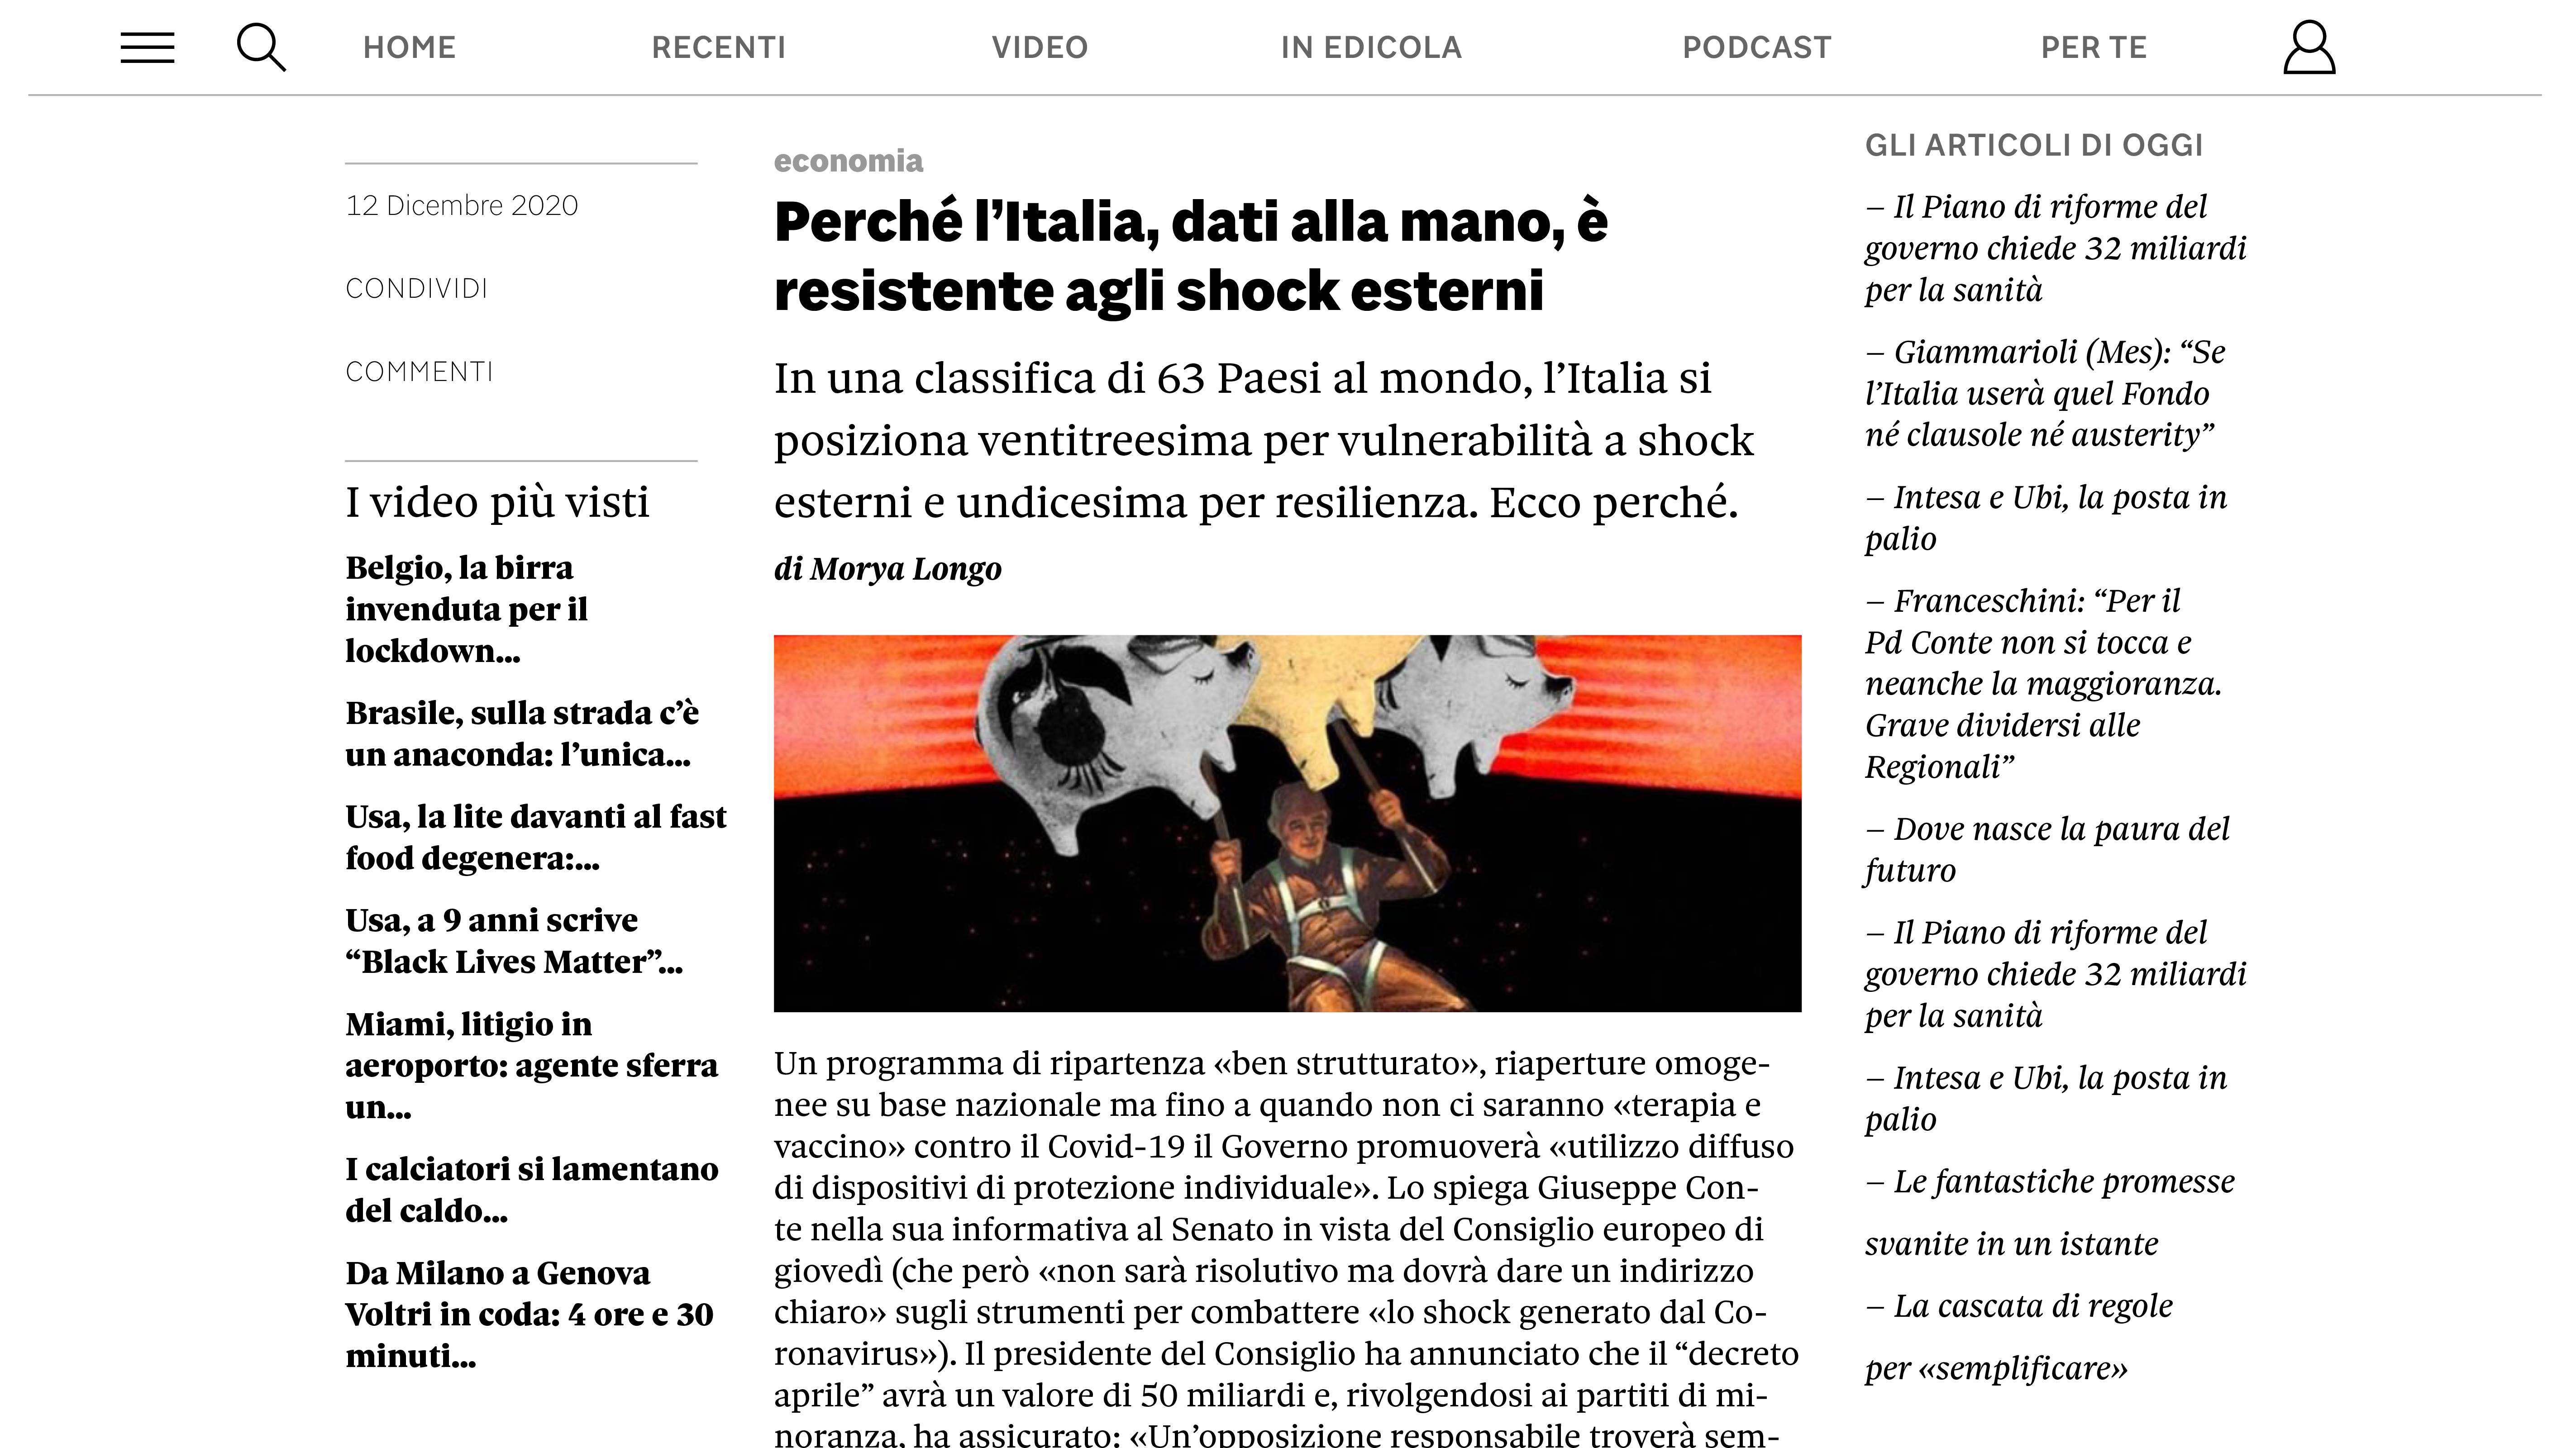 HOME RECENTI VIDEO IN EDICOLA PODCAST PER TE
12 Dicembre 2020
CONDIVIDI
COMMENTI
I video più visti
Belgio, la birra
invenduta per il
lockdown...
Brasile, sulla strada c’è
un anaconda: l’unica...
Usa, la lite davanti al fast
food degenera:...
Usa, a 9 anni scrive
“Black Lives Matter”...
Miami, litigio in
aeroporto: agente sferra
un...
I calciatori si lamentano
del caldo...
Da Milano a Genova
Voltri in coda: 4 ore e 30
minuti...
economia
Perché l’Italia, dati alla mano, è
resistente agli shock esterni
In una classifica di 63 Paesi al mondo, l’Italia si
posiziona ventitreesima per vulnerabilità a shock
esterni e undicesima per resilienza. Ecco perché.
di Morya Longo
Un programma di ripartenza «ben strutturato», riaperture omoge-
nee su base nazionale ma fino a quando non ci saranno «terapia e
vaccino» contro il Covid-19 il Governo promuoverà «utilizzo diffuso
di dispositivi di protezione individuale». Lo spiega Giuseppe Con-
te nella sua informativa al Senato in vista del Consiglio europeo di
giovedì (che però «non sarà risolutivo ma dovrà dare un indirizzo
chiaro» sugli strumenti per combattere «lo shock generato dal Co-
ronavirus»). Il presidente del Consiglio ha annunciato che il “decreto
aprile” avrà un valore di 50 miliardi e, rivolgendosi ai partiti di mi-
noranza, ha assicurato: «Un’opposizione responsabile troverà sem-
GLI ARTICOLI DI OGGI
– Il Piano di riforme del
governo chiede 32 miliardi
per la sanità
– Giammarioli (Mes): “Se
l’Italia userà quel Fondo
né clausole né austerity”
– Intesa e Ubi, la posta in
palio
– Franceschini: “Per il
Pd Conte non si tocca e
neanche la maggioranza.
Grave dividersi alle
Regionali”
– Dove nasce la paura del
futuro
– Il Piano di riforme del
governo chiede 32 miliardi
per la sanità
– Intesa e Ubi, la posta in
palio
– Le fantastiche promesse
svanite in un istante
– La cascata di regole
per «semplificare»